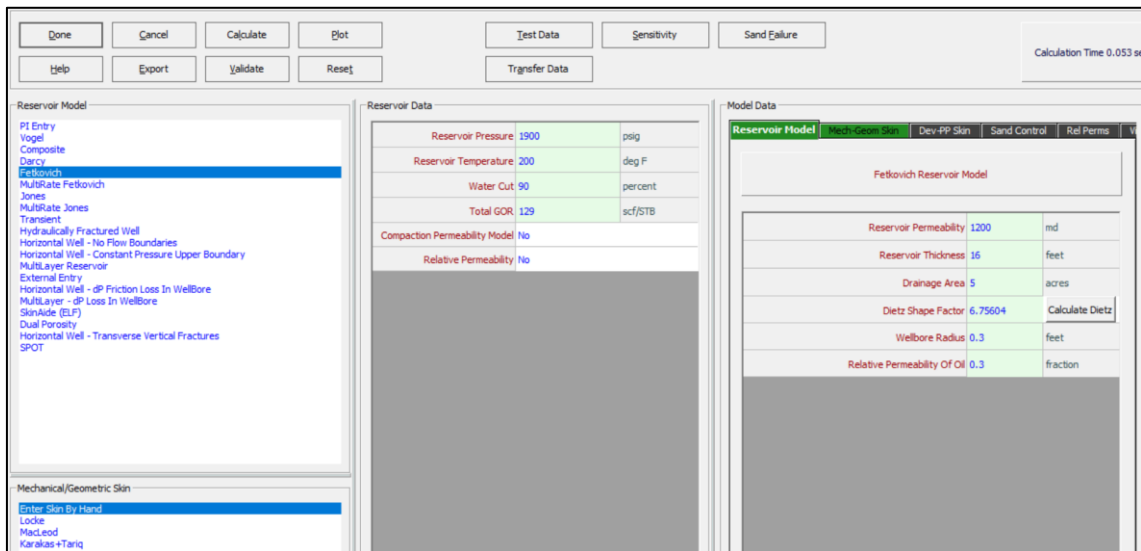 Done Cancel Calculate Plot Test Data Sensitivity Sand Failure
Calculation Time 0.053 se
Help Export Validate Reset Transfer Data
Reservoir Model
PI Entry
Vogel
Composite
Darcy
Fetkovich
MultiRate Fetkovich
Jones
MultiRate Jones
Transient
Hydraulically Fractured Well
Horizontal Well - No Flow Boundaries
Horizontal Well - Constant Pressure Upper Boundary
MultiLayer Reservoir
External Entry
Horizontal Well - dP Friction Loss In WellBore
MultiLayer - dP Loss In WellBore
SkinAide (ELF)
Dual Porosity
Horizontal Well - Transverse Vertical Fractures
SPOT
Mechanical/Geometric Skin
Enter Skin By Hand
Locke
MacLeod
Karakas+Tariq
Reservoir Data
Reservoir Pressure 1900 psig
Reservoir Temperature 200 deg F
Water Cut 90 percent
Total GOR 129 scf/STB
Compaction Permeability Model No
Relative Permeability No
Model Data
Reservoir Model Mech-Geom Skin Dev-PP Skin Sand Control Rel Perms Vi
Fetkovich Reservoir Model
Reservoir Permeability 1200 md
Reservoir Thickness 16 feet
Drainage Area 5 acres
Dietz Shape Factor 6.75604 Calculate Dietz
Wellbore Radius 0.3 feet
Relative Permeability Of Oil 0.3 fraction